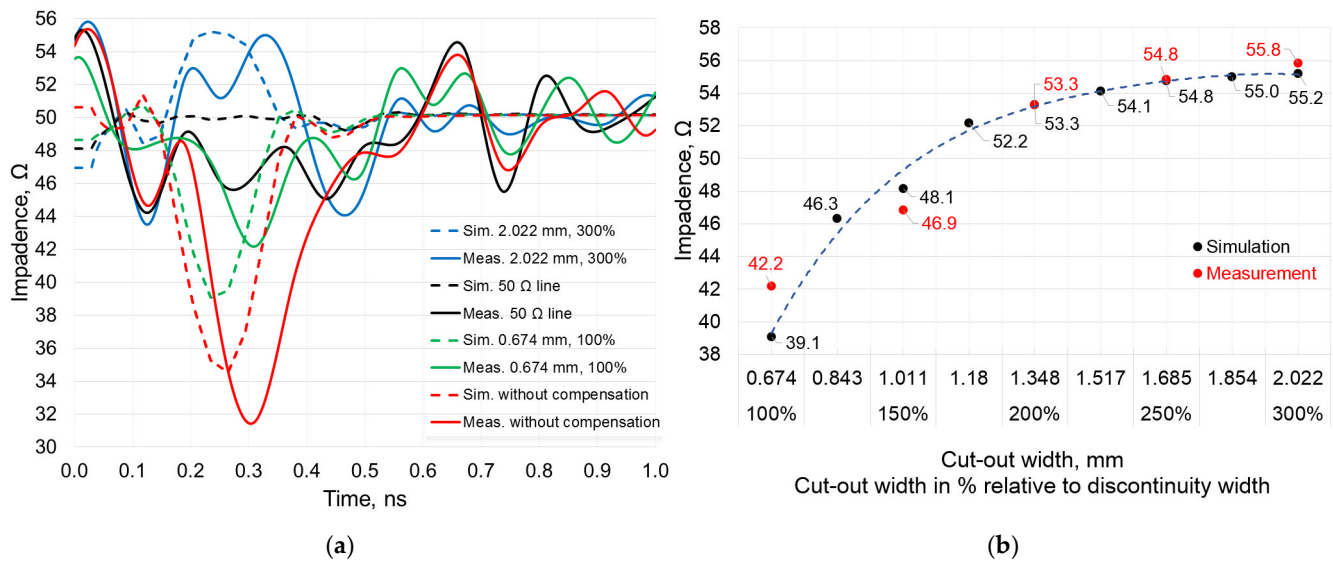 56
54
52
50
48
46
44
42
40
38
36
34
32
30
Impadence, Ω
0.0 0.1 0.2 0.3 0.4 0.5 0.6 0.7 0.8 0.9 1.0
Time, ns
Sim. 2.022 mm, 300%
Meas. 2.022 mm, 300%
Sim. 50 Ω line
Meas. 50 Ω line
Sim. 0.674 mm, 100%
Meas. 0.674 mm, 100%
Sim. without compensation
Meas. without compensation
(a)
58
56
54
52
50
48
46
44
42
40
38
Impadence, Ω
42.2
39.1
46.3
48.1
46.9
52.2
53.3
53.3
54.1
54.8
54.8
55.0
55.8
55.2
Simulation
Measurement
0.674 0.843 1.011 1.18 1.348 1.517 1.685 1.854 2.022
100% 150% 200% 250% 300%
Cut-out width, mm
Cut-out width in % relative to discontinuity width
(b)